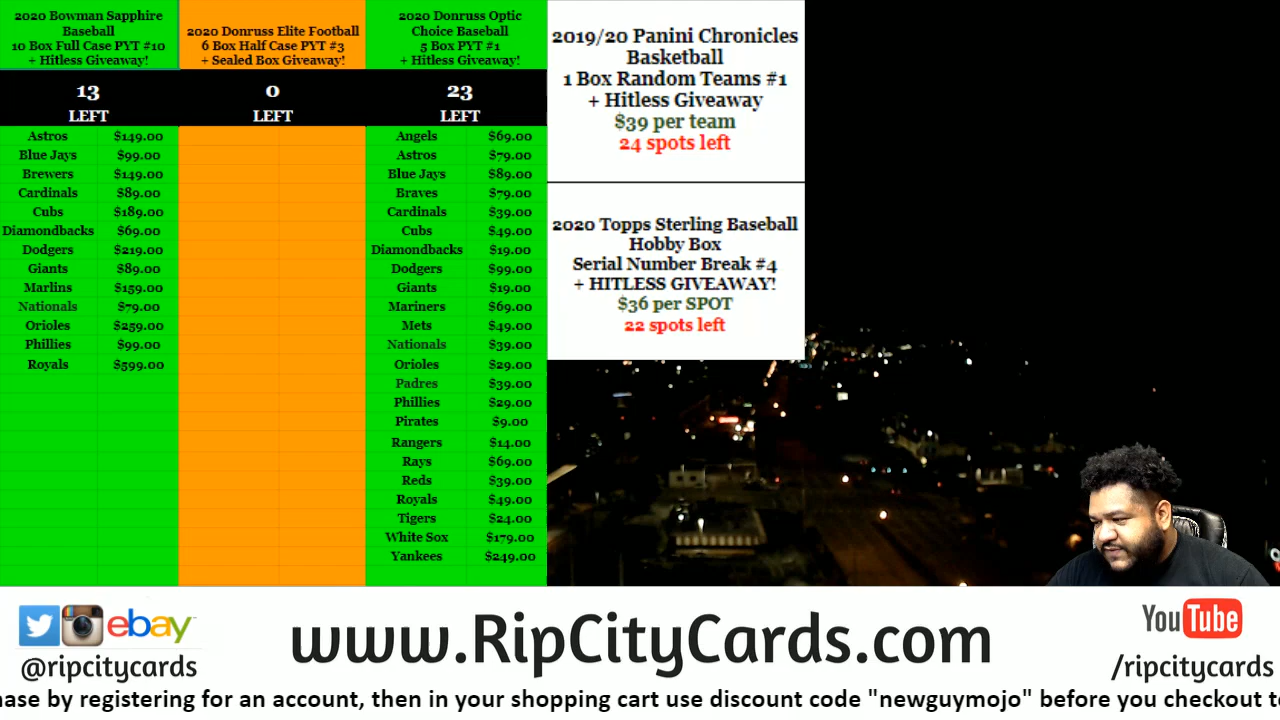 2020 Bowman Sapphire
Baseball
10 Box Full Case PYT #10
+ Hitless Giveaway!
13
LEFT
Astros $149.00
Blue Jays $99.00
Brewers $149.00
Cardinals $89.00
Cubs $189.00
Diamondbacks $69.00
Dodgers $219.00
Giants $89.00
Marlins $159.00
Nationals $79.00
Orioles $259.00
Phillies $99.00
Royals $599.00
2020 Donruss Elite Football
6 Box Half Case PYT #3
+ Sealed Box Giveaway!
0
LEFT
2020 Donruss Optic
Choice Baseball
5 Box PYT #1
+ Hitless Giveaway!
23
LEFT
Angels $69.00
Astros $79.00
Blue Jays $89.00
Braves $79.00
Cardinals $39.00
Cubs $49.00
Diamondbacks $19.00
Dodgers $99.00
Giants $19.00
Mariners $69.00
Mets $49.00
Nationals $39.00
Orioles $29.00
Padres $39.00
Phillies $29.00
Pirates $9.00
Rangers $14.00
Rays $69.00
Reds $39.00
Royals $49.00
Tigers $24.00
White Sox $179.00
Yankees $249.00
2019/20 Panini Chronicles
Basketball
1 Box Random Teams #1
+ Hitless Giveaway
$39 per team
24 spots left
2020 Topps Sterling Baseball
Hobby Box
Serial Number Break #4
+ HITLESS GIVEAWAY!
$36 per SPOT
22 spots left
ebay
@ripcitycards
www.RipCityCards.com
YouTube
/ripcitycards
hase by registering for an account, then in your shopping cart use discount code "newguymojo" before you checkout to